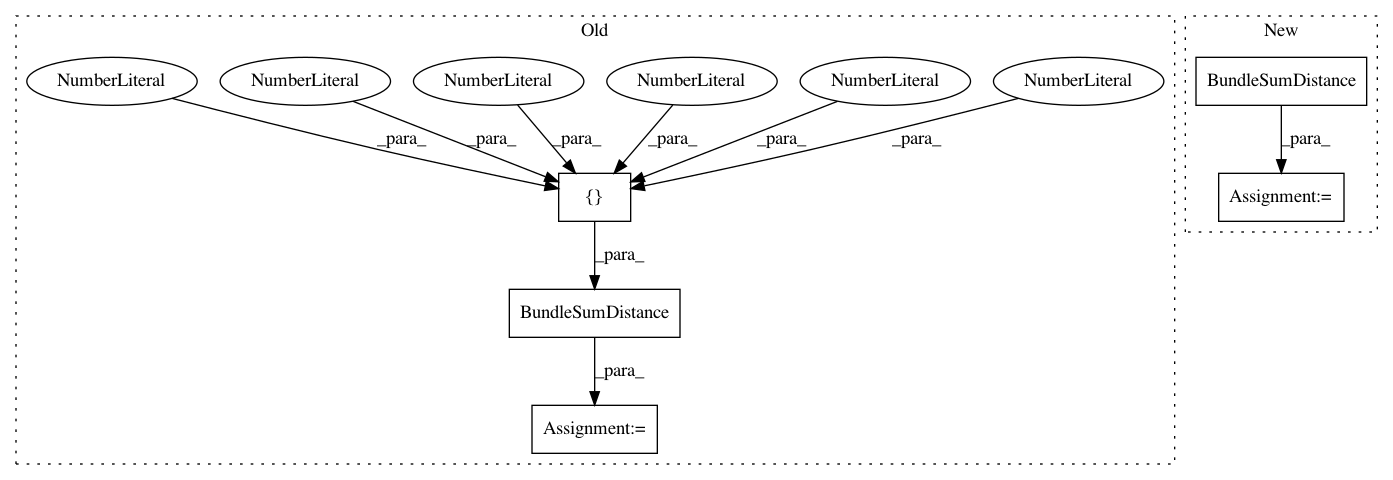 Old
New
NumberLiteral NumberLiteral NumberLiteral NumberLiteral NumberLiteral NumberLiteral
BundleSumDistance
_para_ _para_ _para_ _para_ _para_ _para_
_para_
{}
Assignment:=
_para_
BundleSumDistance
_para_
Assignment:=